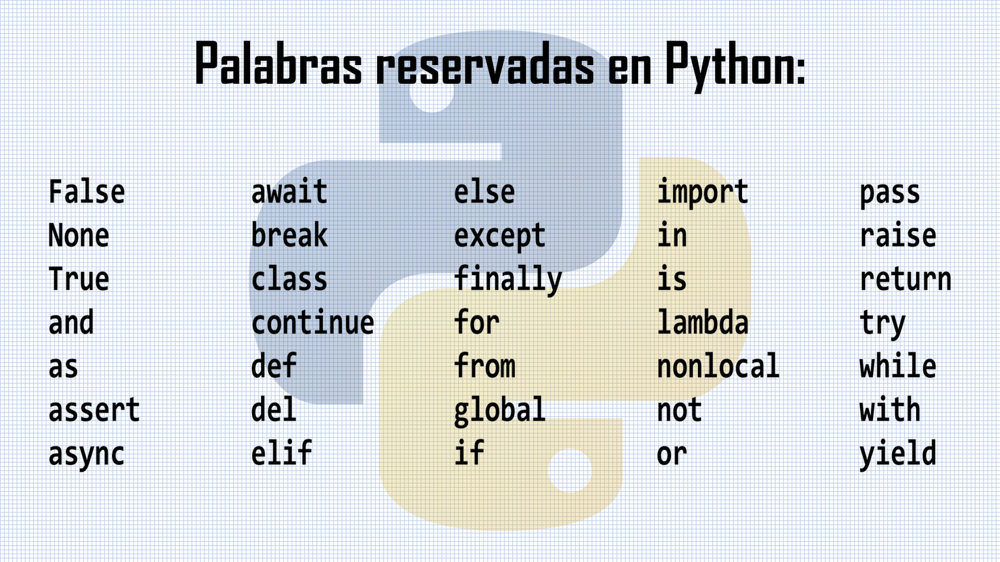 Palabras reservadas en Python:
False await else import pass
None break except in raise
True class finally is return
and continue for lambda try
as def from nonlocal while
assert del global not with
async elif if or yield